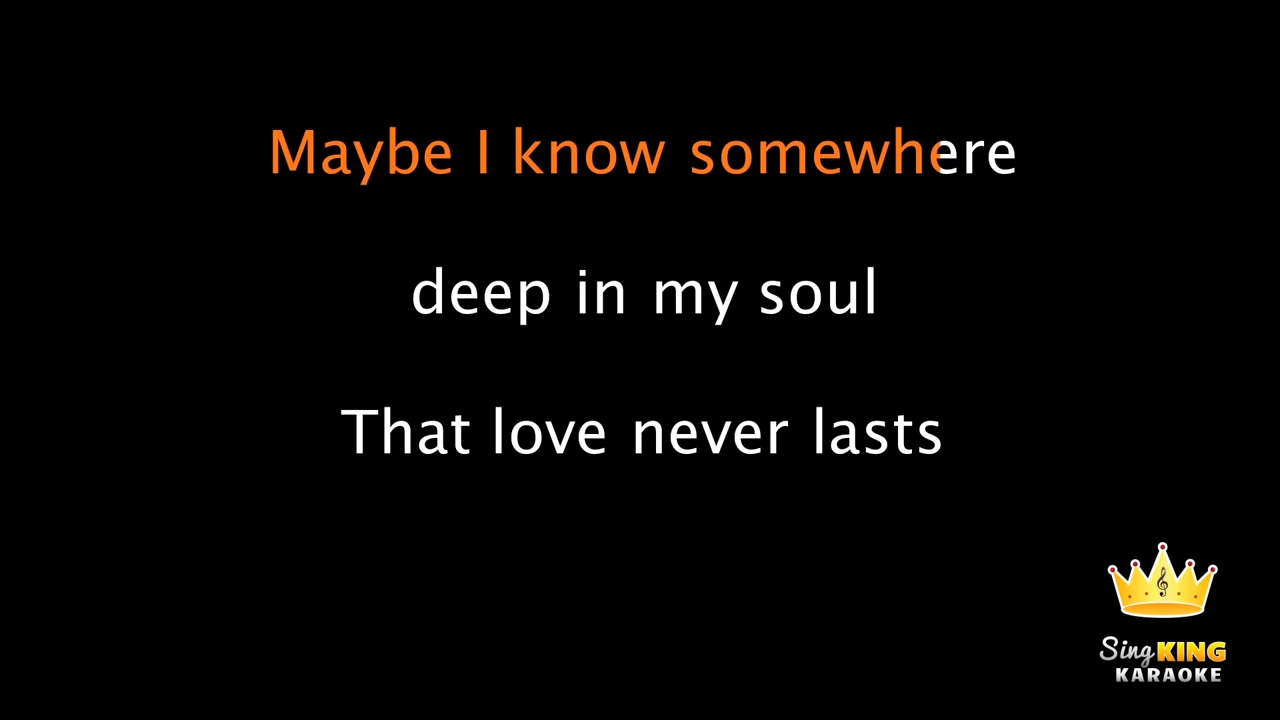 Maybe I know somewhere
deep in my soul
That love never lasts
Sing KING
KARAOKE